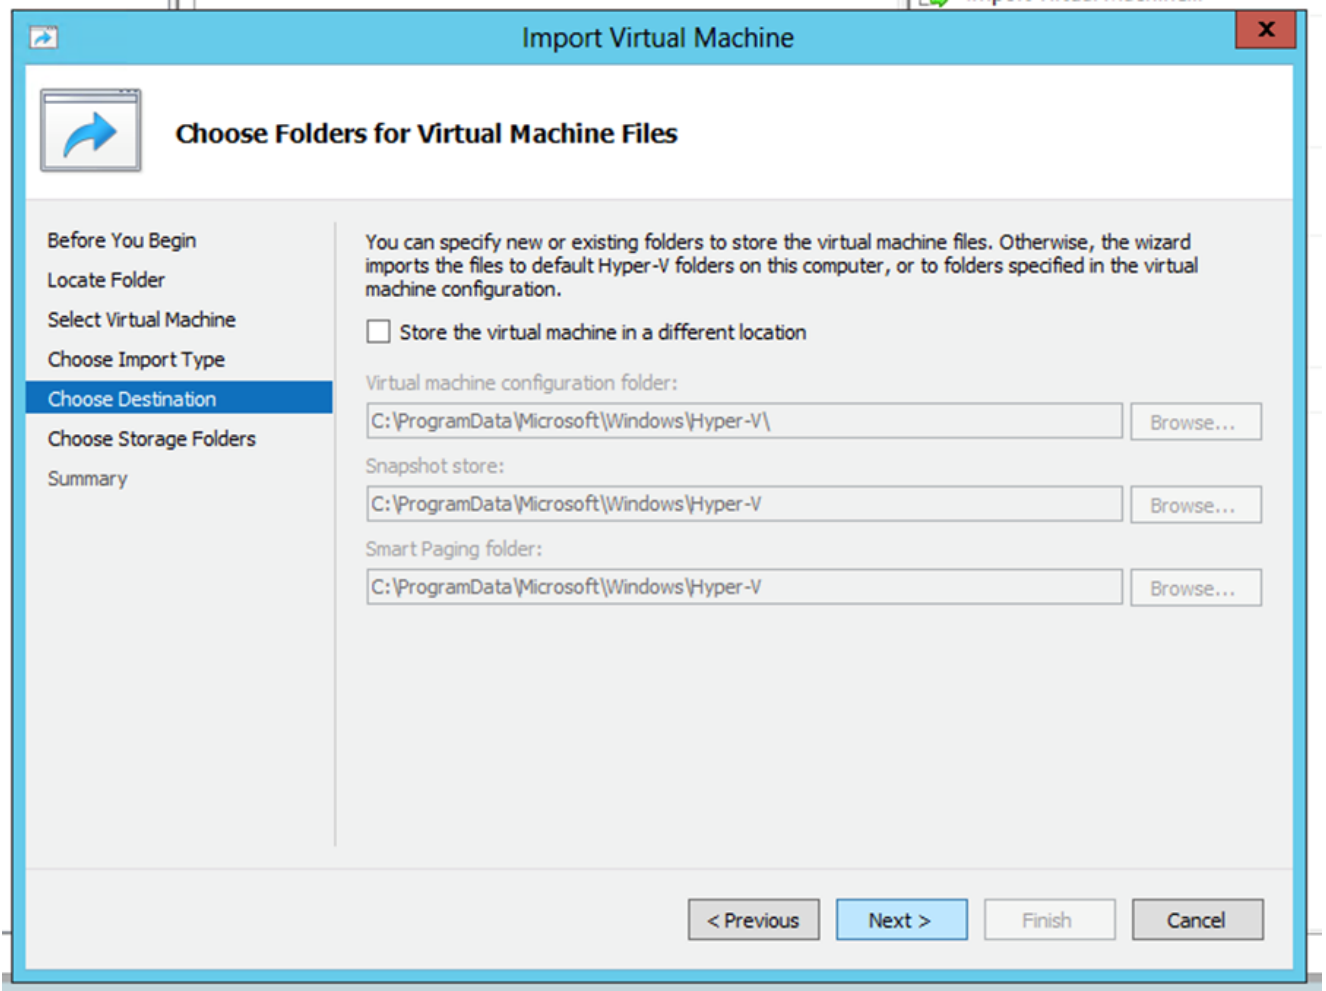 Import Virtual Machine...
Import Virtual Machine
X
Choose Folders for Virtual Machine Files
Before You Begin
Locate Folder
Select Virtual Machine
Choose Import Type
Choose Destination
Choose Storage Folders
Summary
You can specify new or existing folders to store the virtual machine files. Otherwise, the wizard
imports the files to default Hyper-V folders on this computer, or to folders specified in the virtual
machine configuration.
Store the virtual machine in a different location
Virtual machine configuration folder:
C:\ProgramData\Microsoft\Windows\Hyper-V\
Browse...
Snapshot store:
C:\ProgramData\Microsoft\Windows\Hyper-V
Browse...
Smart Paging folder:
C:\ProgramData\Microsoft\Windows\Hyper-V
Browse...
< Previous
Next >
Finish
Cancel